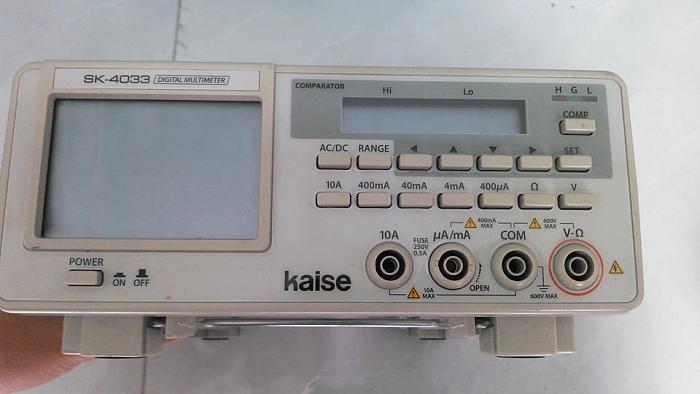 SK-4033 DIGITAL MULTIMETER
COMPARATOR
Hi Lo
H G L
COMP
AC/DC RANGE ◀ ▲ ▼ ▶ SET
10A 400mA 40mA 4mA 400µA Ω V
400mA MAX
600V MAX
10A µA/mA COM V-Ω
FUSE
250V
0.5A
POWER
ON OFF
kaise
10A
MAX
OPEN
600V MAX